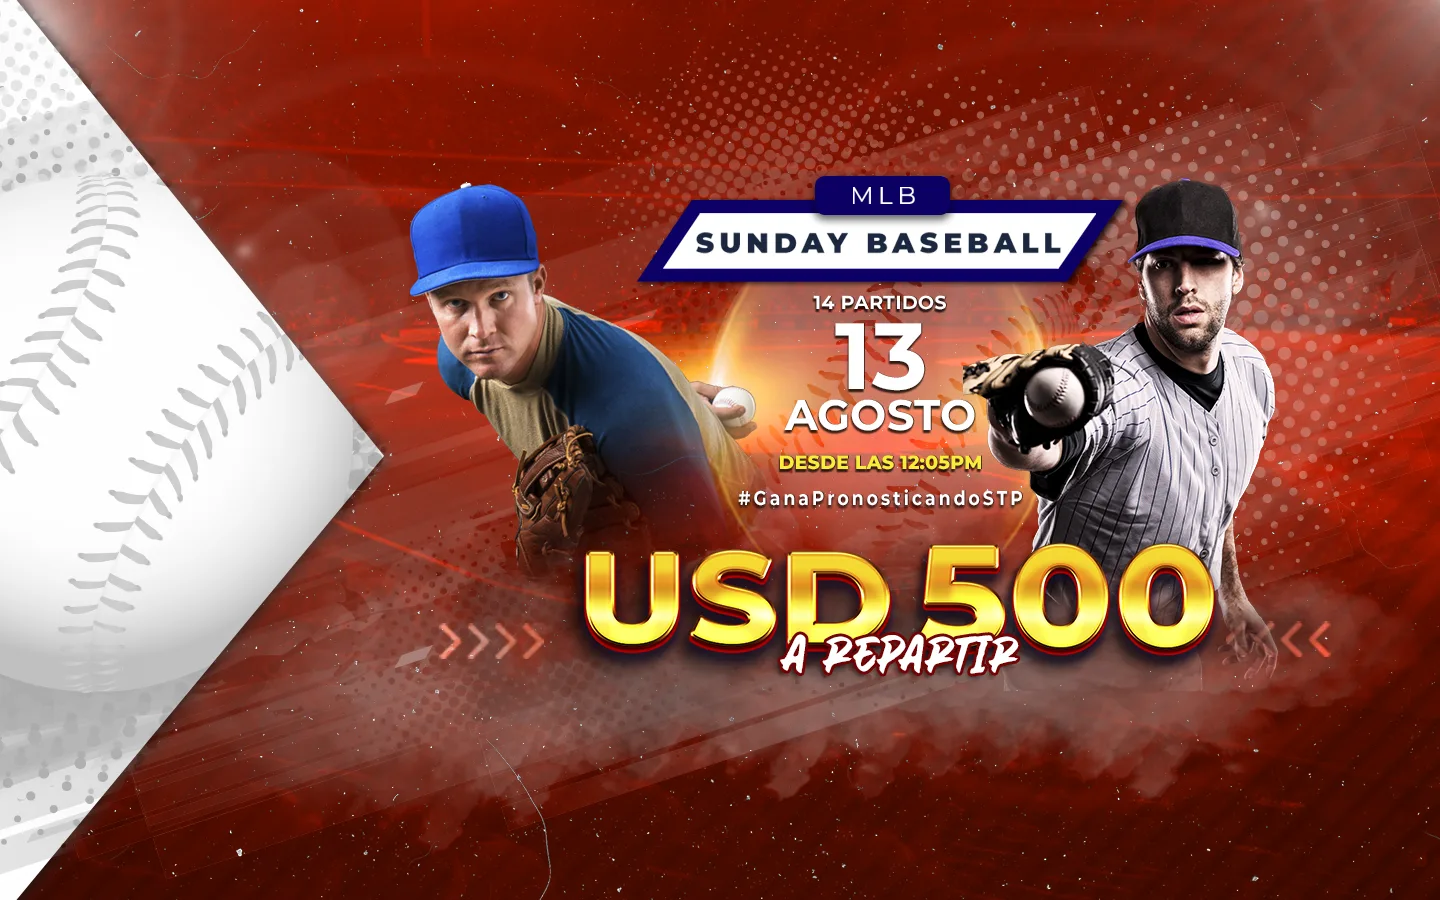 MLB
SUNDAY BASEBALL
14 PARTIDOS
13
AGOSTO
DESDE LAS 12:05PM
#GanaPronosticandoSTP
USD 500
A REPARTIR